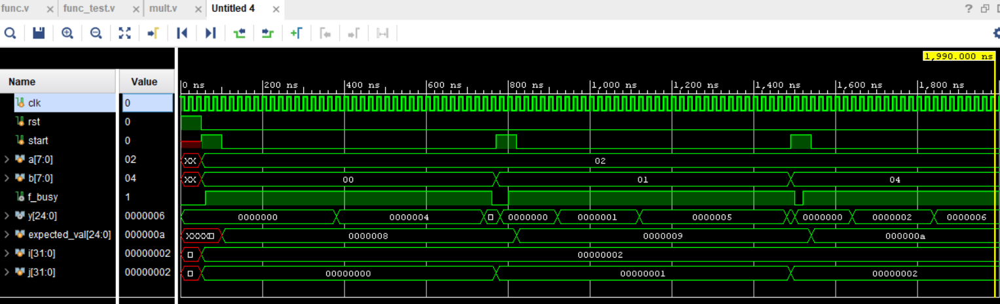 func.v × func_test.v × mult.v × Untitled 4 ×
?
1,990.000 ns
Name Value
0 ns 200 ns 400 ns 600 ns 800 ns 1,000 ns 1,200 ns 1,400 ns 1,600 ns 1,800 ns
clk 0
rst 0
start 0
a[7:0] 02 XX 02
b[7:0] 04 XX 00 01 04
f_busy 1
y[24:0] 0000006 0000000 0000004 0000000 0000001 0000005 0000000 0000002 0000006
expected_val[24:0] 000000a XXXXX 0000008 0000009 000000a
i[31:0] 00000002 00000002
j[31:0] 00000002 00000000 00000001 00000002